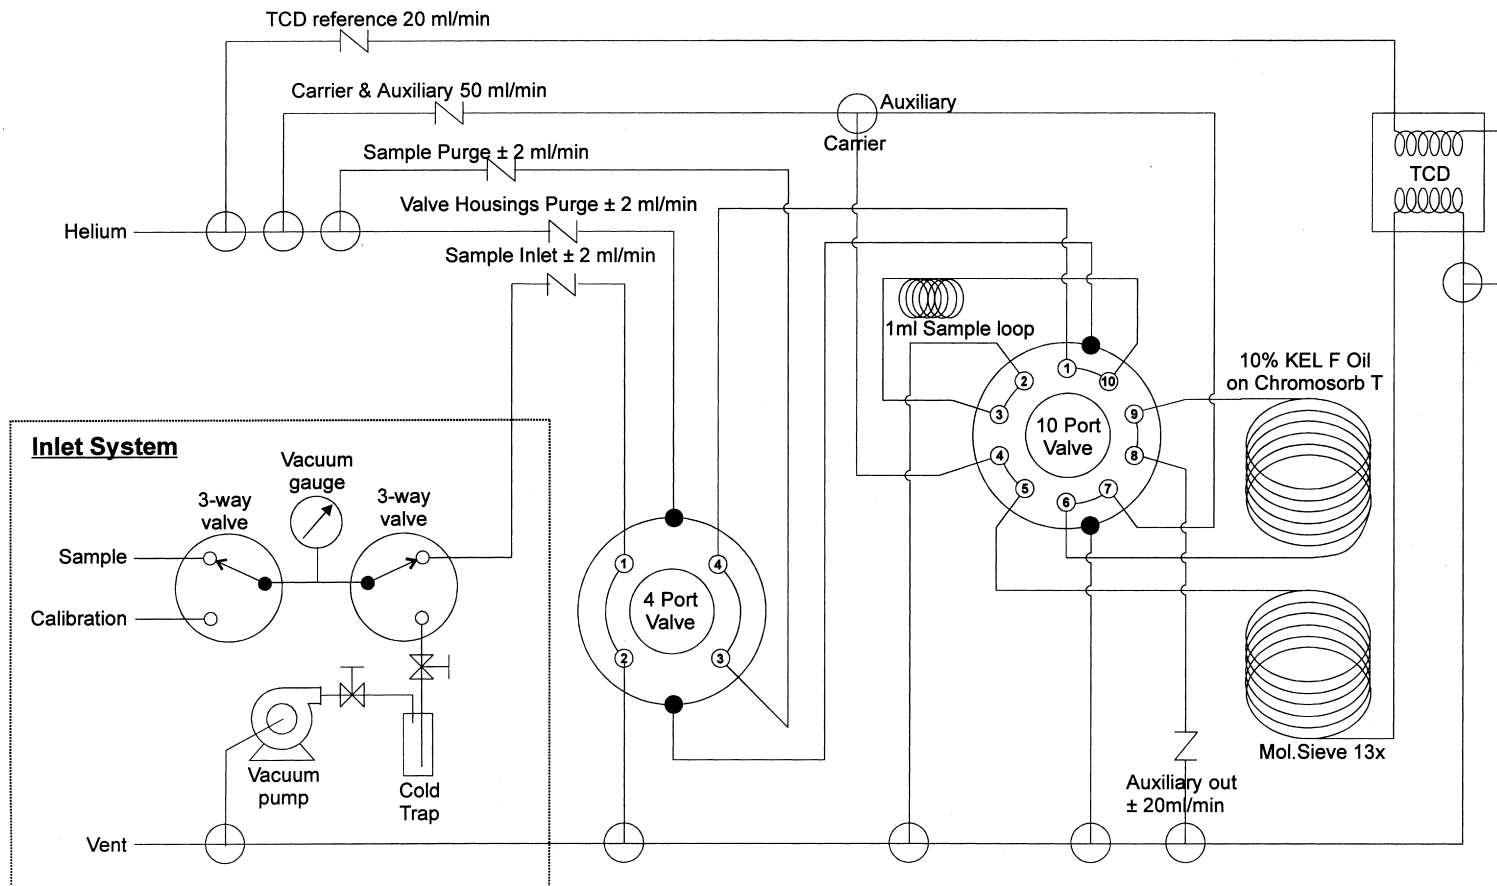 TCD reference 20 ml/min
Carrier & Auxiliary 50 ml/min
Auxiliary
Carrier
Sample Purge ± 2 ml/min
TCD
Valve Housings Purge ± 2 ml/min
Helium
Sample Inlet ± 2 ml/min
1ml Sample loop
10% KEL F Oil
on Chromosorb T
1
10
2
3
9
10 Port
Valve
4
8
5
6
7
Inlet System
Vacuum
gauge
3-way
valve
3-way
valve
Sample
Calibration
1
4
4 Port
Valve
2
3
Mol.Sieve 13x
Vacuum
pump
Cold
Trap
Auxiliary out
± 20ml/min
Vent